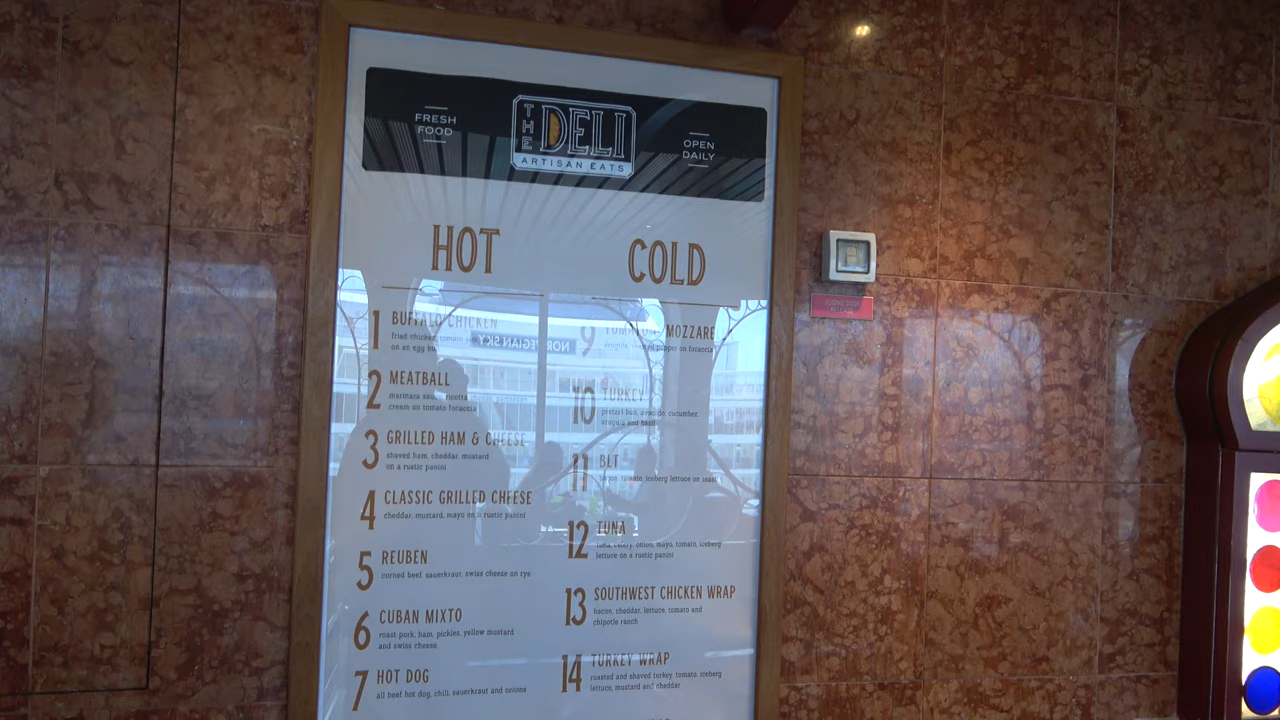 FRESH
FOOD
THE DELI
ARTISAN EATS
OPEN
DAILY
HOT
1 BUFFALO CHICKEN
fried chicken, tomato
on an egg
2 MEATBALL
marinara sauce, ricotta
cream on tomato focaccia
3 GRILLED HAM & CHEESE
shaved ham, cheddar, mustard
on a rustic panini
4 CLASSIC GRILLED CHEESE
cheddar, mustard, mayo on a rustic panini
5 REUBEN
corned beef, sauerkraut, swiss cheese on rye
6 CUBAN MIXTO
roast pork, ham, pickles, yellow mustard
and swiss cheese
7 HOT DOG
all beef hot dog, chili, sauerkraut and onions
COLD
9 TOMATO MOZZARE
arugula, pepper on focaccia
10 TURKEY
pretzel bun, avocado, cucumber,
arugula and basil
11 BLT
bacon, tomato, iceberg lettuce on toast
12 TUNA
tuna, celery, onion, mayo, tomato, iceberg
lettuce on a rustic panini
13 SOUTHWEST CHICKEN WRAP
bacon, cheddar, lettuce, tomato and
chipotle ranch
14 TURKEY WRAP
roasted and shaved turkey, tomato, iceberg
lettuce, mustard and cheddar
NORWEGIAN SKY